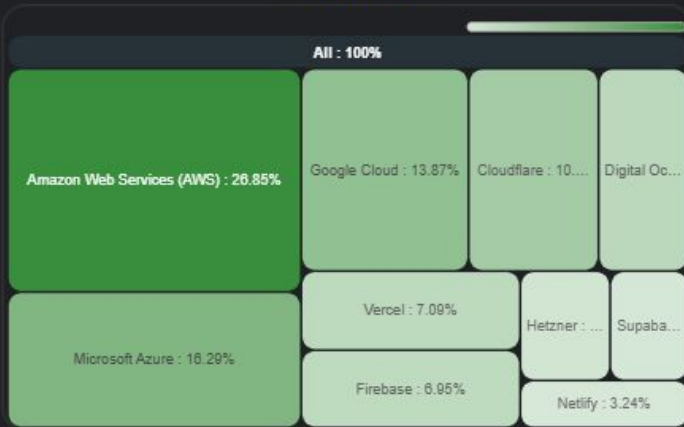 All : 100%
Amazon Web Services (AWS) : 26.85%
Google Cloud : 13.87%
Cloudflare : 10....
Digital Oc...
Microsoft Azure : 16.29%
Vercel : 7.09%
Firebase : 6.95%
Hetzner : ...
Supaba...
Netlify : 3.24%